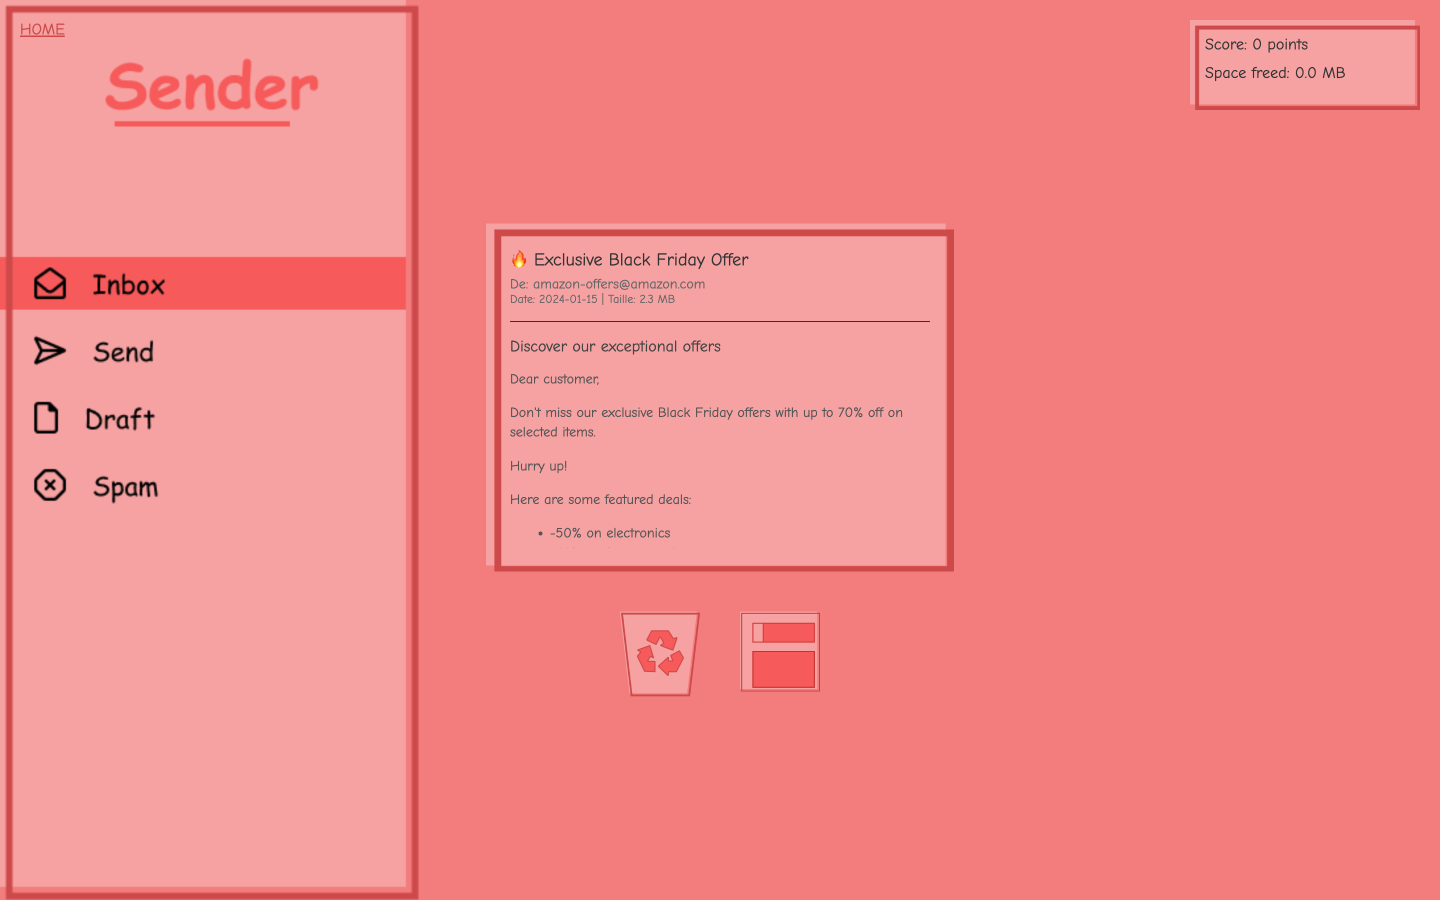 HOME
Sender
Inbox
Send
Draft
Spam
Score: 0 points
Space freed: 0.0 MB
🔥 Exclusive Black Friday Offer
De: amazon-offers@amazon.com
Date: 2024-01-15 | Taille: 2.3 MB
Discover our exceptional offers
Dear customer,
Don't miss our exclusive Black Friday offers with up to 70% off on
selected items.
Hurry up!
Here are some featured deals:
• -50% on electronics